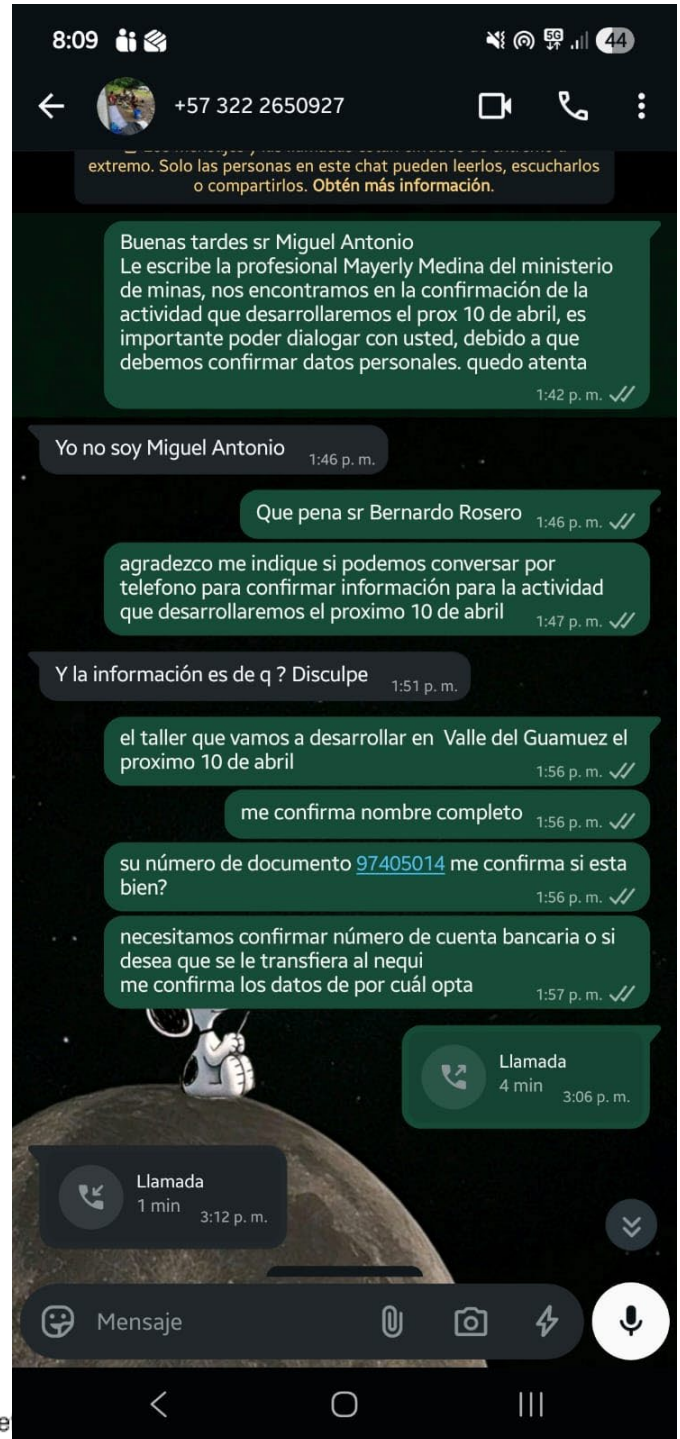 8:09
5G
44
+57 322 2650927
extremo. Solo las personas en este chat pueden leerlos, escucharlos
o compartirlos. Obtén más información.
Buenas tardes sr Miguel Antonio
Le escribe la profesional Mayerly Medina del ministerio
de minas, nos encontramos en la confirmación de la
actividad que desarrollaremos el prox 10 de abril, es
importante poder dialogar con usted, debido a que
debemos confirmar datos personales. quedo atenta
1:42 p. m.
Yo no soy Miguel Antonio
1:46 p. m.
Que pena sr Bernardo Rosero
1:46 p. m.
agradezco me indique si podemos conversar por
telefono para confirmar información para la actividad
que desarrollaremos el proximo 10 de abril
1:47 p. m.
Y la información es de q ? Disculpe
1:51 p. m.
el taller que vamos a desarrollar en Valle del Guamuez el
proximo 10 de abril
1:56 p. m.
me confirma nombre completo
1:56 p. m.
su número de documento 97405014 me confirma si esta
bien?
1:56 p. m.
necesitamos confirmar número de cuenta bancaria o si
desea que se le transfiera al nequi
me confirma los datos de por cuál opta
1:57 p. m.
Llamada
4 min
3:06 p. m.
Llamada
1 min
3:12 p. m.
Mensaje